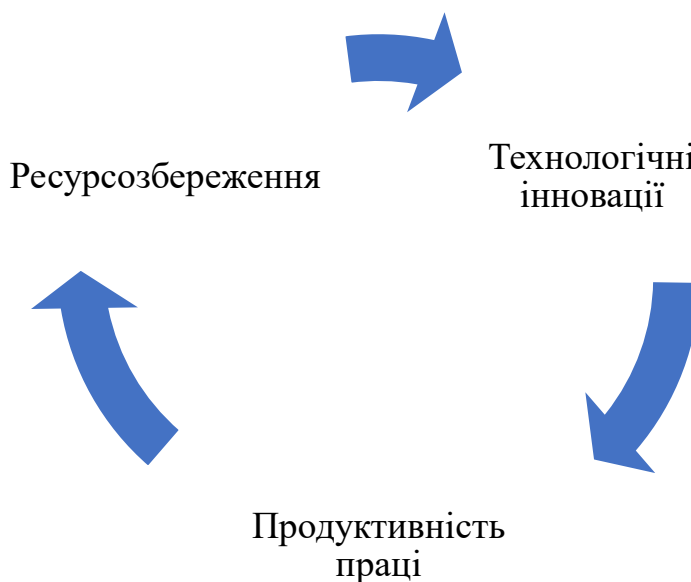 Ресурсозбереження
Технологічні
інновації
Продуктивність
праці